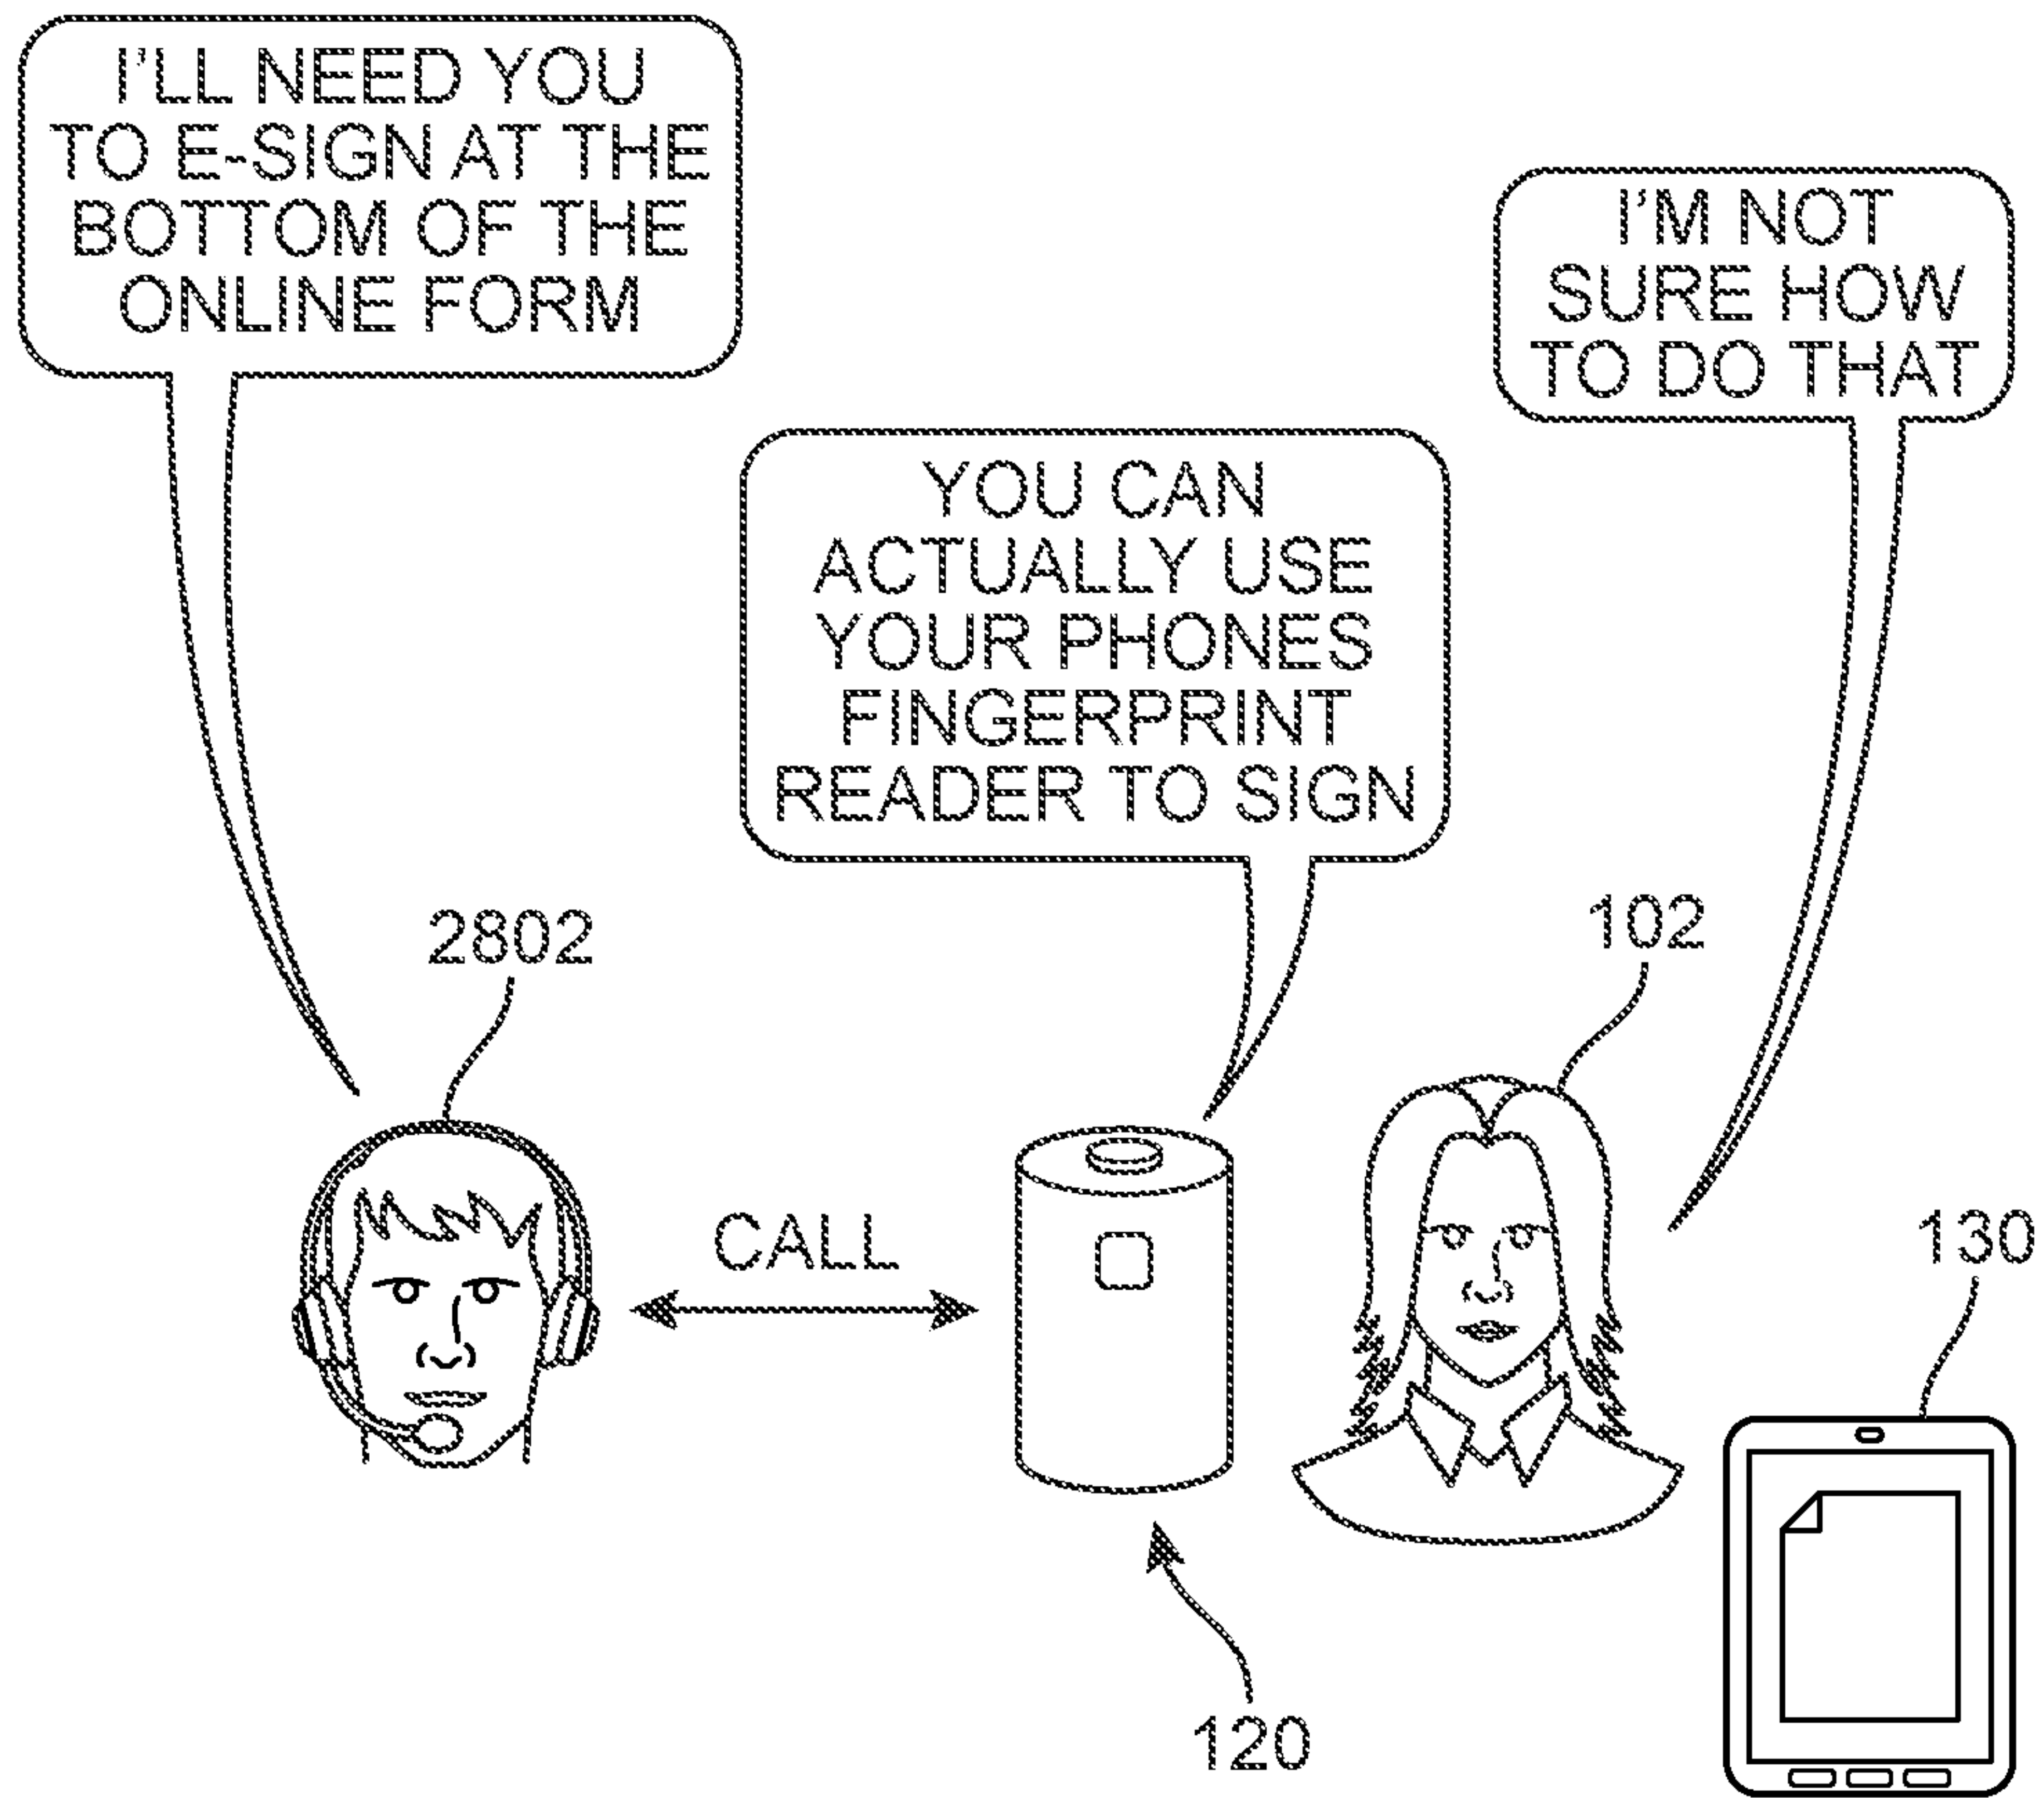 I'LL NEED YOU
TO E-SIGN AT THE
BOTTOM OF THE
ONLINE FORM
I'M NOT
SURE HOW
TO DO THAT
YOU CAN
ACTUALLY USE
YOUR PHONES
FINGERPRINT
READER TO SIGN
2802
102
CALL
130
120